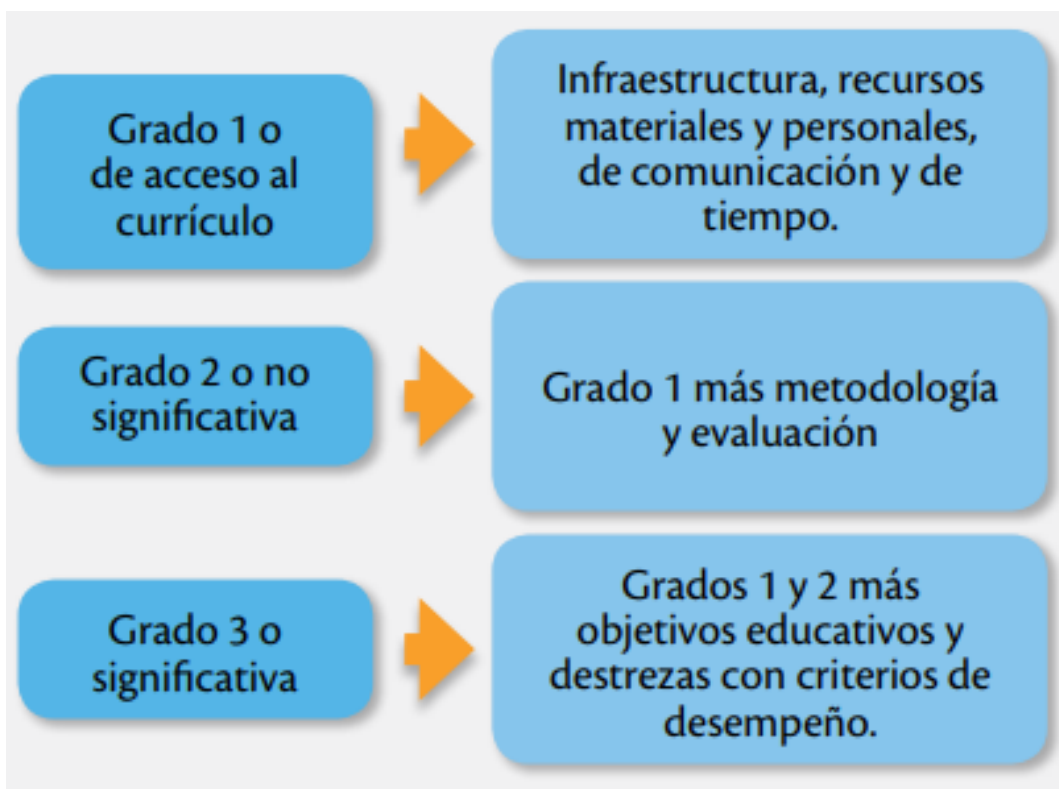 Grado 1 o
de acceso al
currículo
Infraestructura, recursos
materiales y personales,
de comunicación y de
tiempo.
Grado 2 o no
significativa
Grado 1 más metodología
y evaluación
Grado 3 o
significativa
Grados 1 y 2 más
objetivos educativos y
destrezas con criterios de
desempeño.